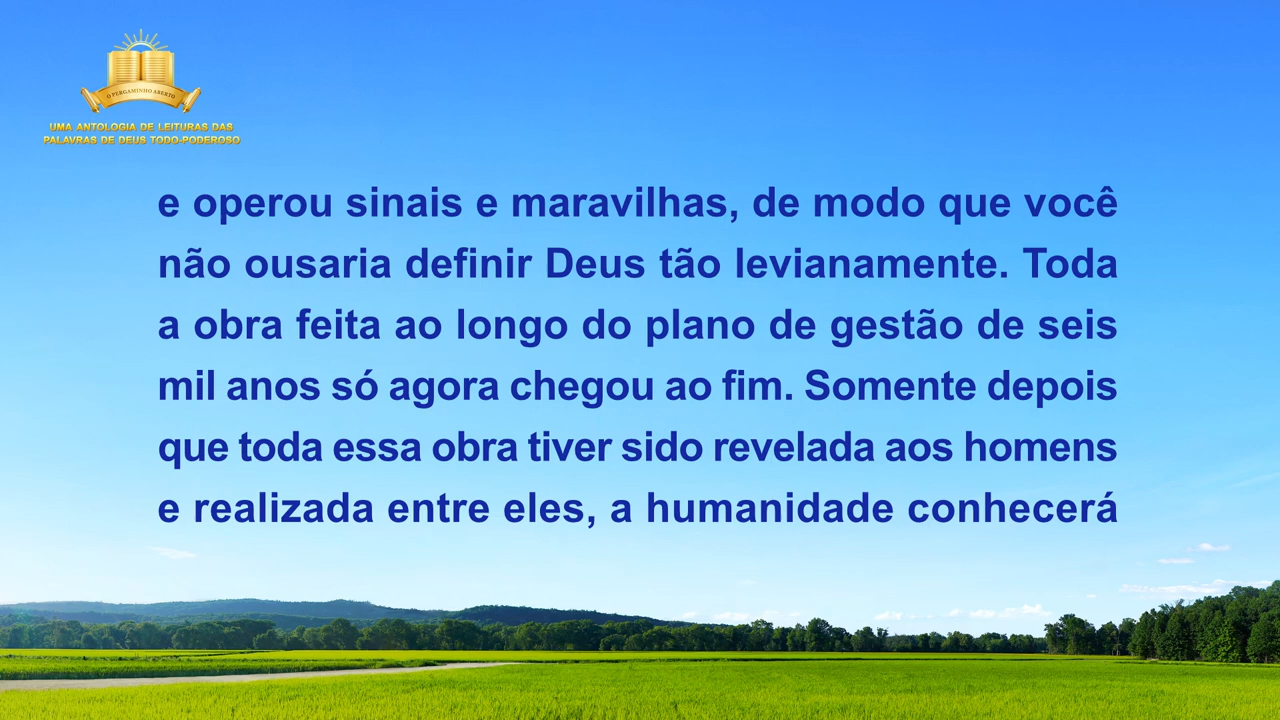 O PERGAMINHO ABERTO
UMA ANTOLOGIA DE LEITURAS DAS
PALAVRAS DE DEUS TODO-PODEROSO
e operou sinais e maravilhas, de modo que você
não ousaria definir Deus tão levianamente. Toda
a obra feita ao longo do plano de gestão de seis
mil anos só agora chegou ao fim. Somente depois
que toda essa obra tiver sido revelada aos homens
e realizada entre eles, a humanidade conhecerá